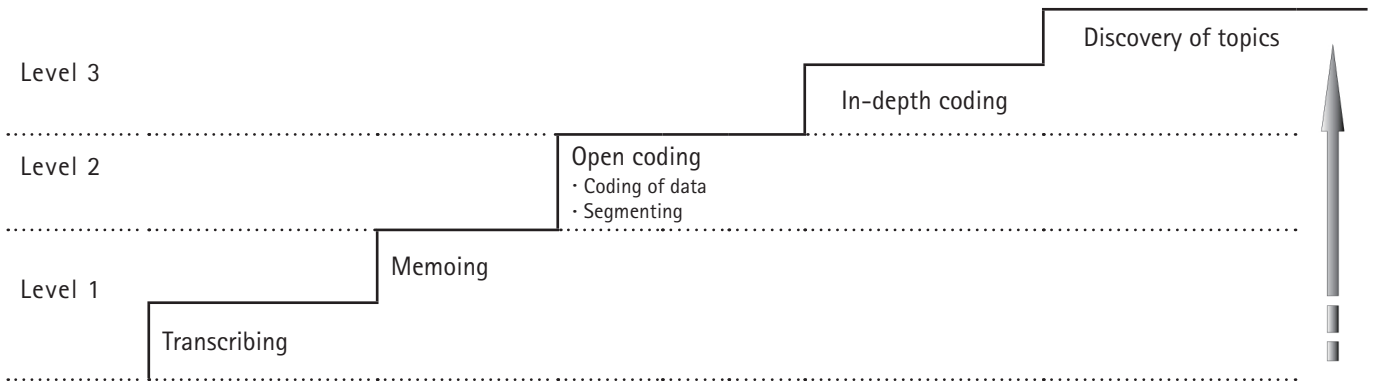 Discovery of topics
Level 3
In-depth coding
Level 2
Open coding
· Coding of data
· Segmenting
Memoing
Level 1
Transcribing